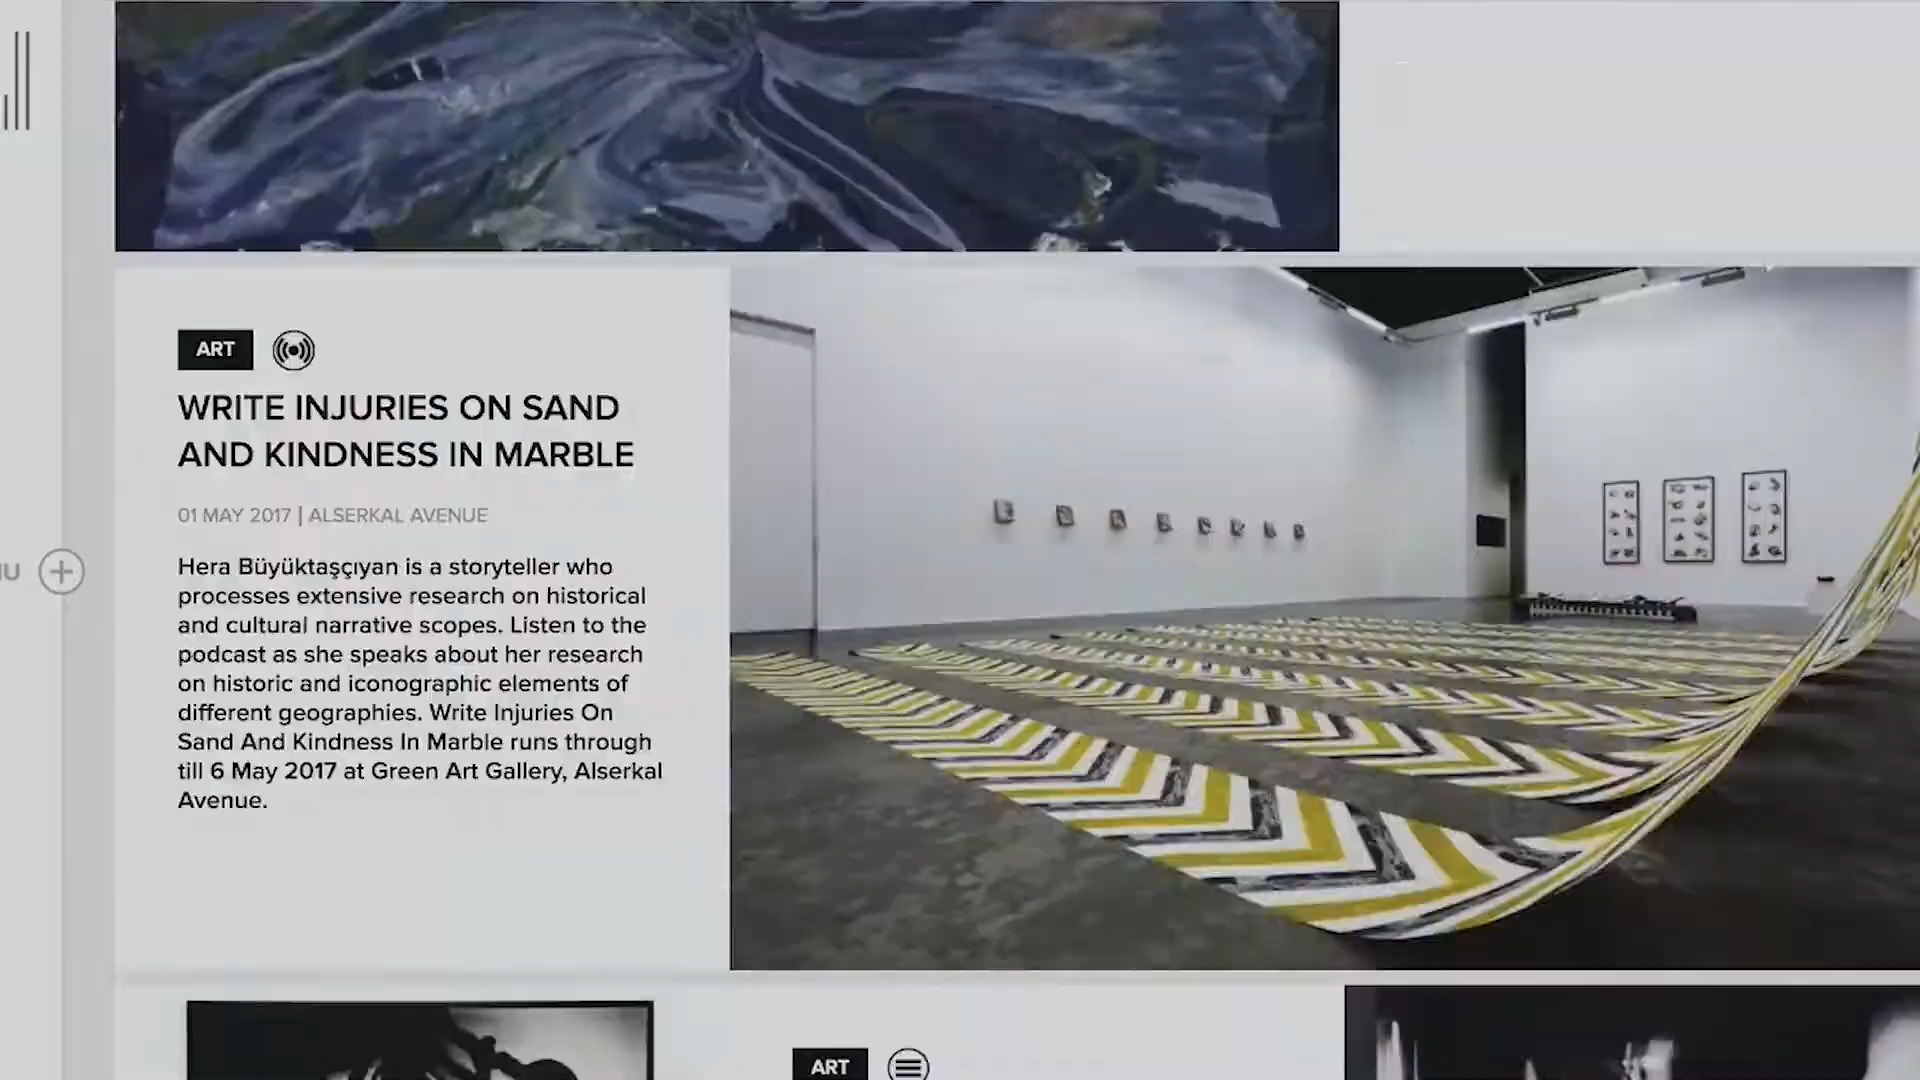 ART
WRITE INJURIES ON SAND
AND KINDNESS IN MARBLE
01 MAY 2017 | ALSERKAL AVENUE
Hera Büyüktaşçıyan is a storyteller who
processes extensive research on historical
and cultural narrative scopes. Listen to the
podcast as she speaks about her research
on historic and iconographic elements of
different geographies. Write Injuries On
Sand And Kindness In Marble runs through
till 6 May 2017 at Green Art Gallery, Alserkal
Avenue.
ART